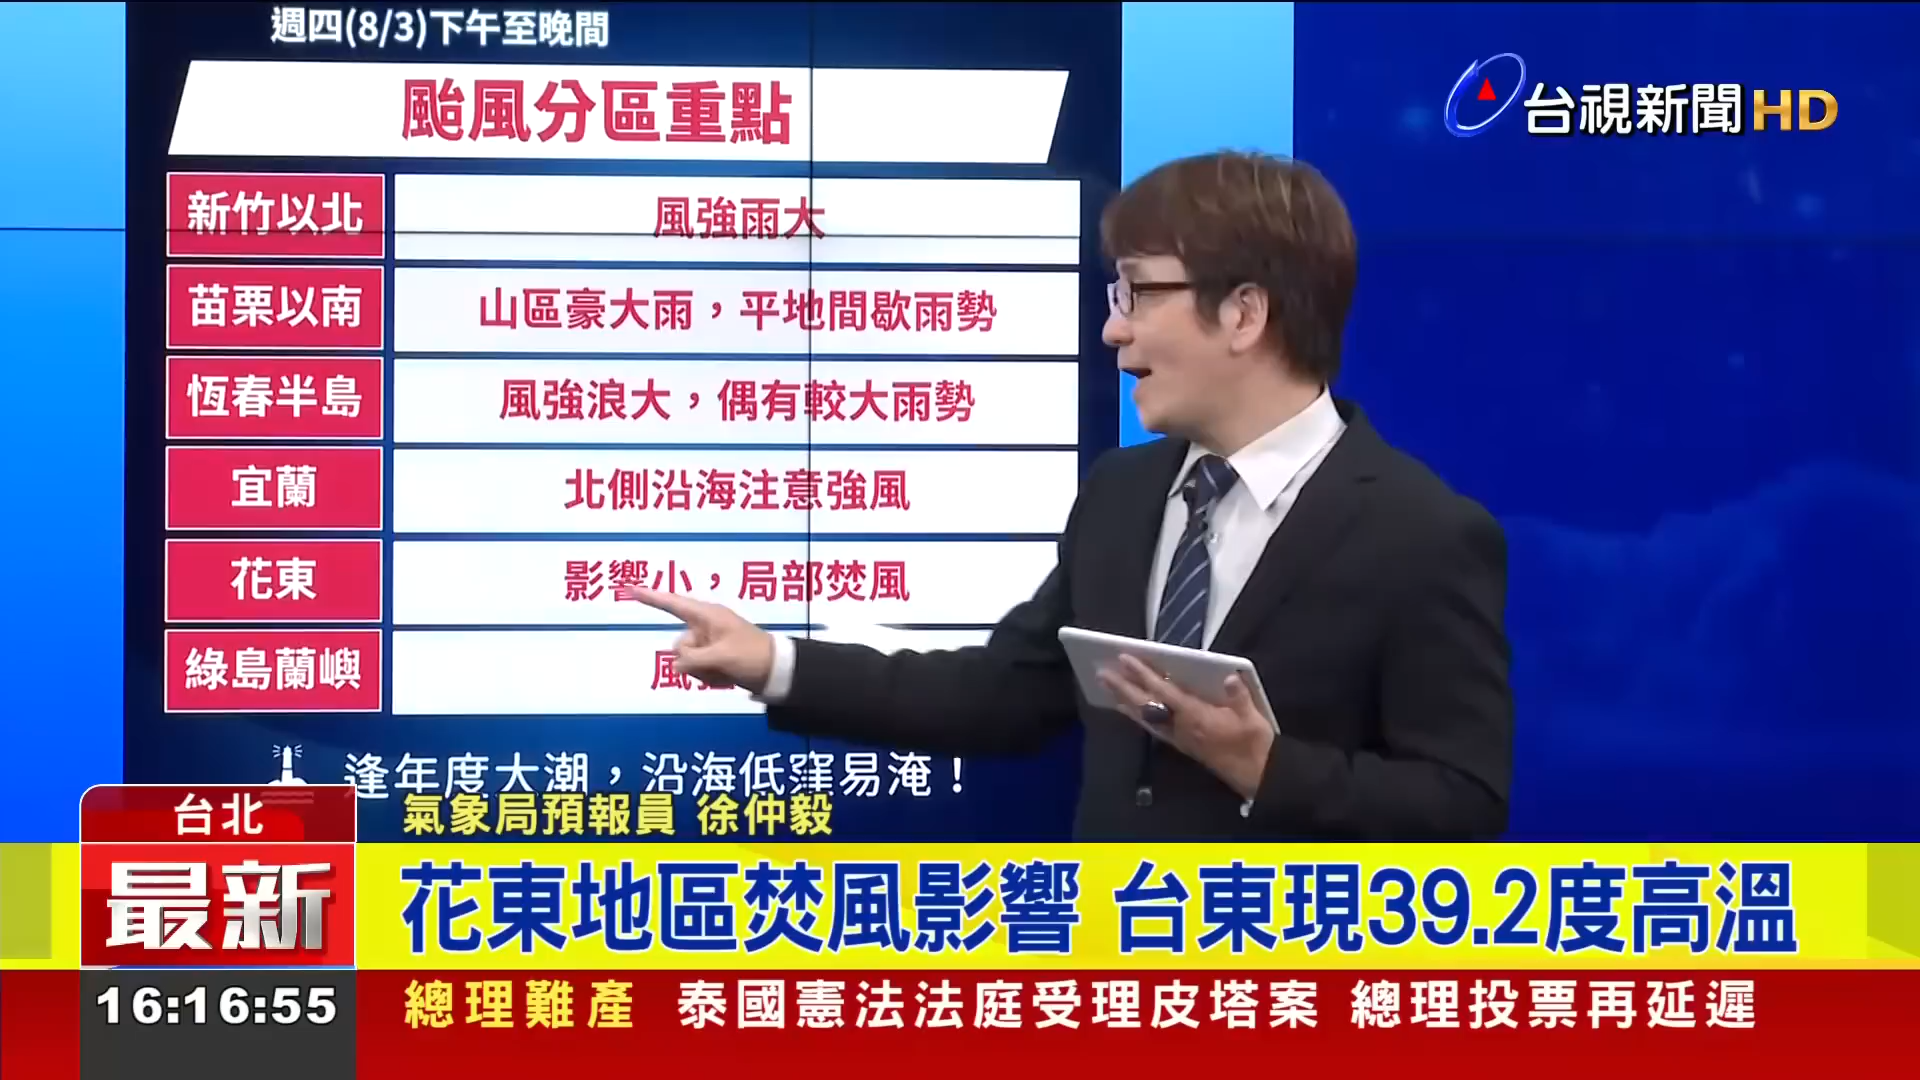 週四(8/3)下午至晚間
颱風分區重點
新竹以北 風強雨大
苗栗以南 山區豪大雨，平地間歇雨勢
恆春半島 風強浪大，偶有較大雨勢
宜蘭 北側沿海注意強風
花東 影響小，局部焚風
綠島蘭嶼 風強
逢年度大潮，沿海低窪易淹！
台視新聞HD
台北
氣象局預報員 徐仲毅
最新
花東地區焚風影響 台東現39.2度高溫
16:16:55
總理難產 泰國憲法法庭受理皮塔案 總理投票再延遲